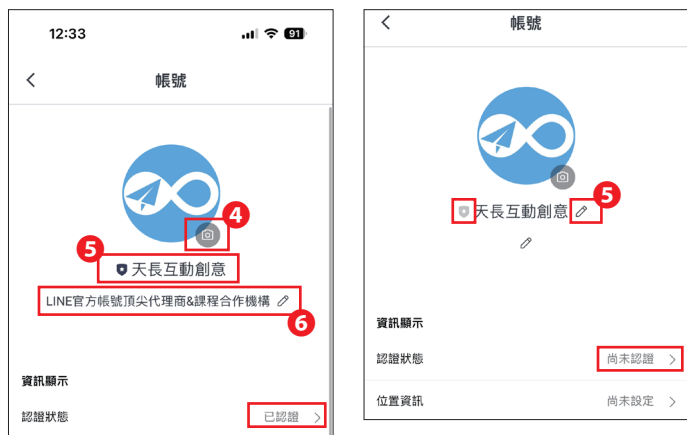 12:33
91
帳號
4
5
天長互動創意
LINE官方帳號頂尖代理商&課程合作機構
6
資訊顯示
認證狀態
已認證
帳號
5
天長互動創意
資訊顯示
認證狀態
尚未認證
位置資訊
尚未設定